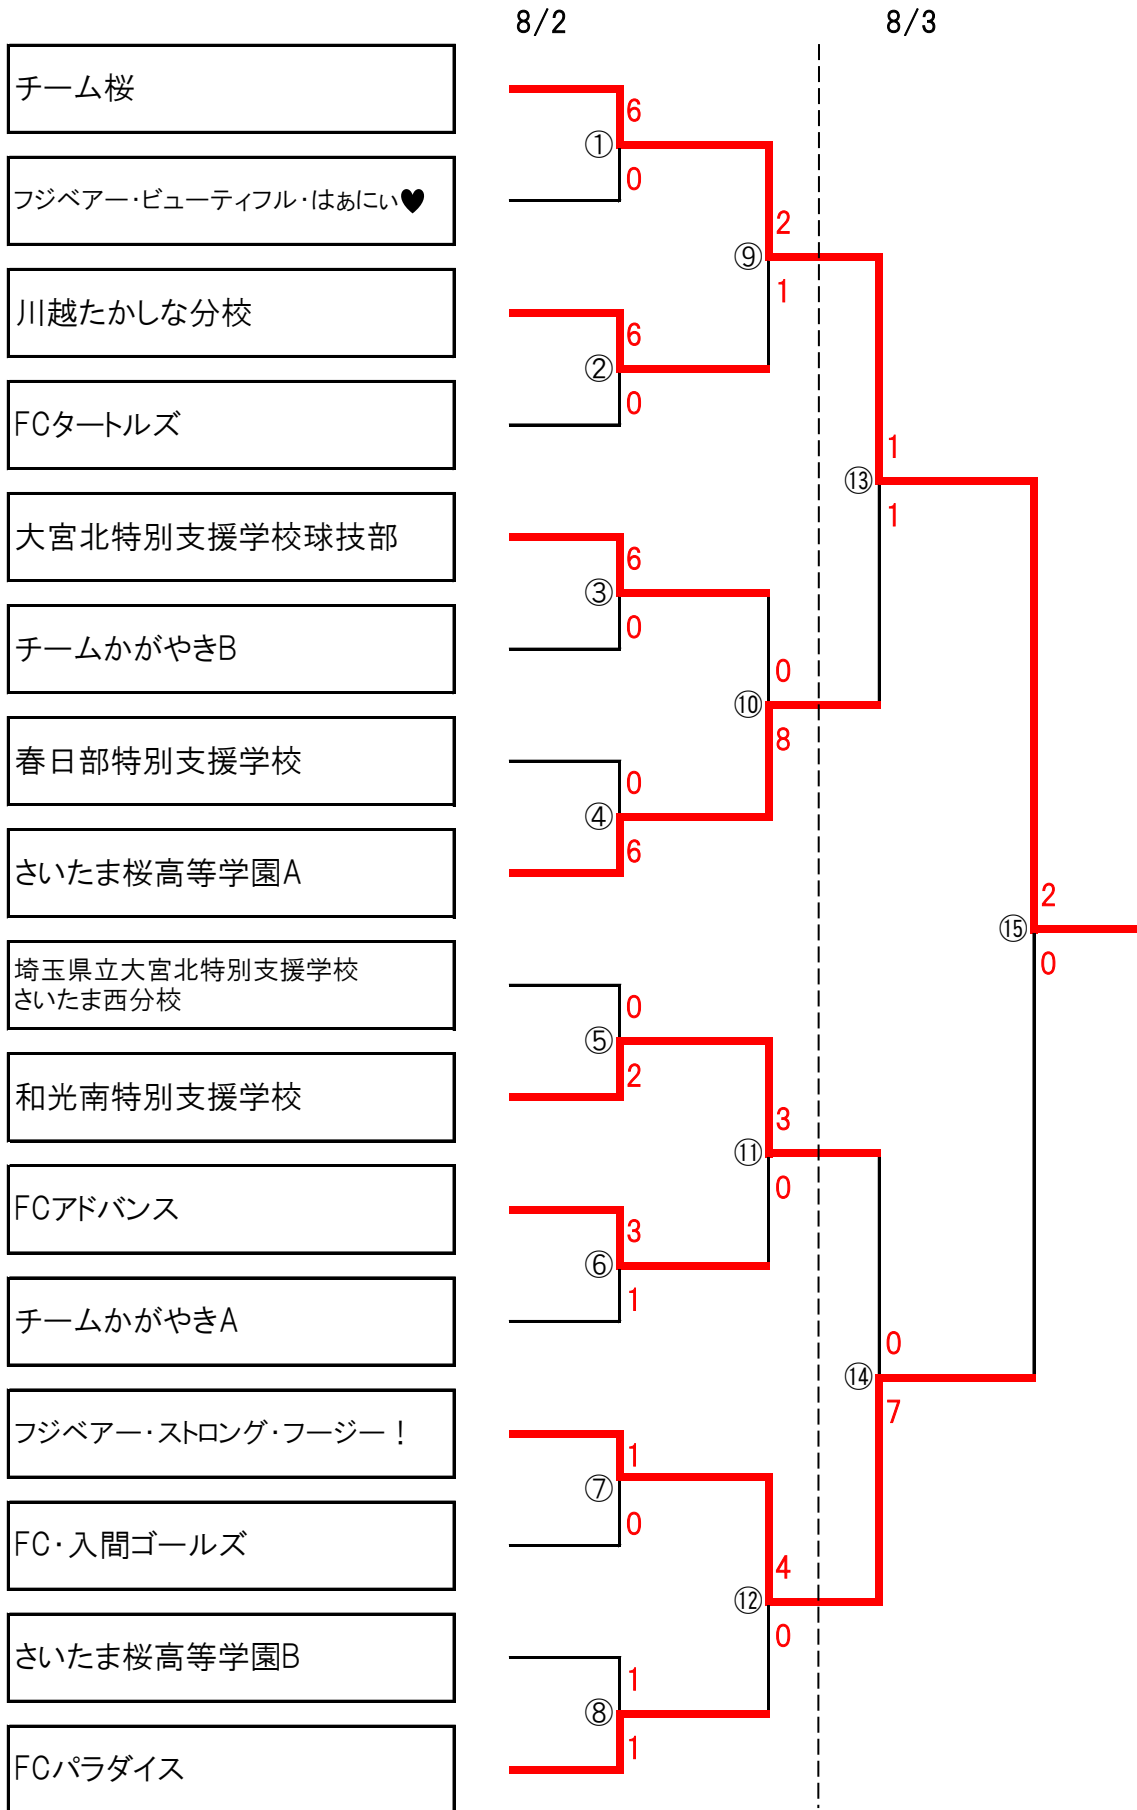 8/2
8/3
チーム桜
フジベアー・ビューティフル・はぁにぃ♥
川越たかしな分校
FCタートルズ
大宮北特別支援学校球技部
チームかがやきB
春日部特別支援学校
さいたま桜高等学園A
埼玉県立大宮北特別支援学校
さいたま西分校
和光南特別支援学校
FCアドバンス
チームかがやきA
フジベアー・ストロング・フージー！
FC・入間ゴールズ
さいたま桜高等学園B
FCパラダイス
6
①
0
6
②
0
6
③
0
0
④
6
0
⑤
2
3
⑥
1
1
⑦
0
1
⑧
1
2
⑨
1
0
⑩
8
3
⑪
0
4
⑫
0
1
⑬
1
0
⑭
7
2
⑮
0